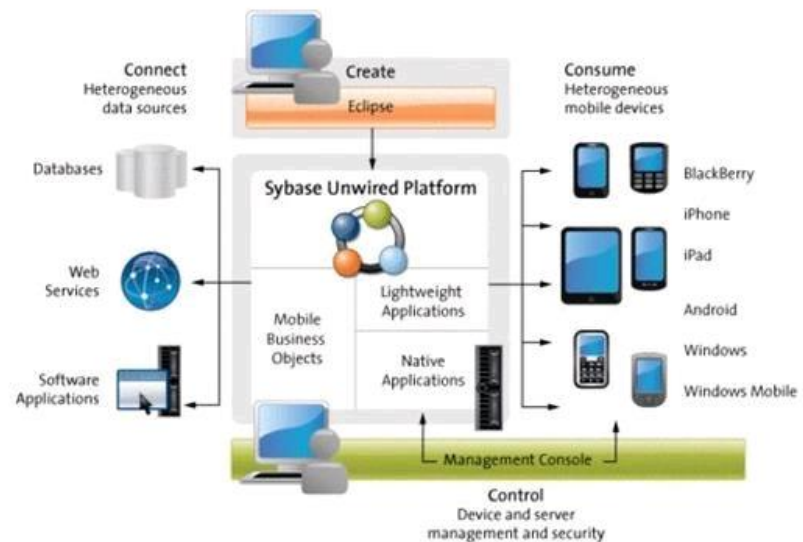 Connect
Heterogeneous
data sources
Create
Eclipse
Consume
Heterogeneous
mobile devices
Databases
Web
Services
Software
Applications
Sybase Unwired Platform
Mobile
Business
Objects
Lightweight
Applications
Native
Applications
BlackBerry
iPhone
iPad
Android
Windows
Windows Mobile
Management Console
Control
Device and server
management and security